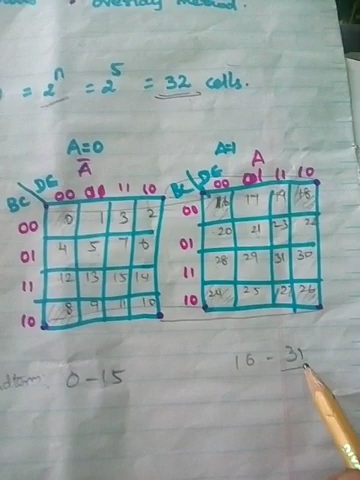 overlay method.
= 2^n = 2^5 = 32 cells.
A=0 A=1
A̅ A
DE
BC 00 01 11 10
00 0 1 3 2
01 4 5 7 6
11 12 13 15 14
10 8 9 11 10
BC DE 00 01 11 10
00 16 17 19 18
01 20 21 23 22
11 28 29 31 30
10 24 25 27 26
0-15 16-31